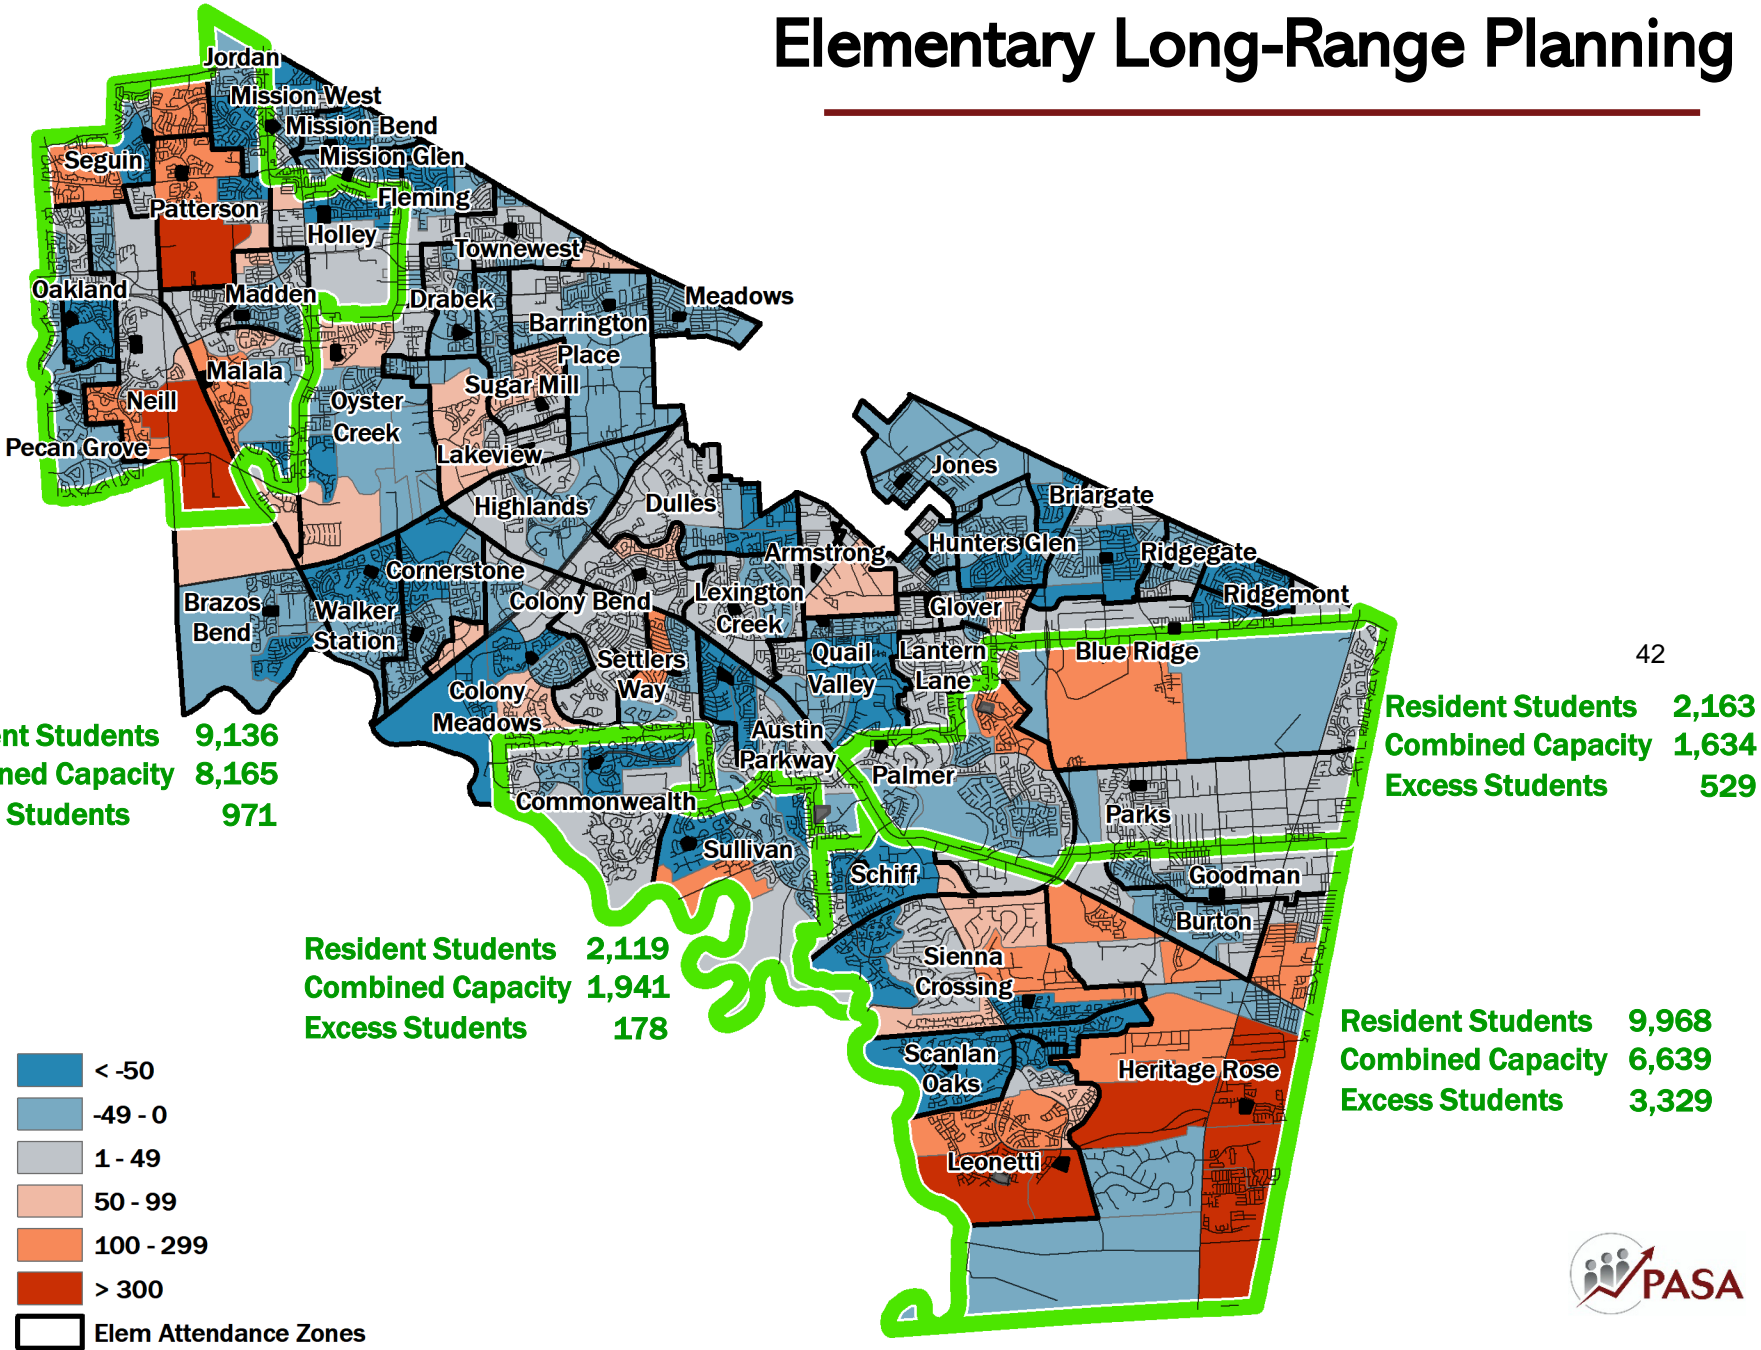 Elementary Long-Range Planning
Jordan
Mission West
Mission Bend
Mission Glen
Seguin
Fleming
Patterson
Holley
Townewest
Oakland
Madden
Drabek
Meadows
Barrington
Place
Malala
Sugar Mill
Neill
Oyster
Creek
Pecan Grove
Lakeview
Jones
Highlands
Dulles
Briargate
Armstrong
Hunters Glen
Ridgegate
Cornerstone
Lexington
Creek
Ridgemont
Brazos
Bend
Walker
Station
Colony Bend
Glover
Settlers
Way
Quail
Valley
Lantern
Lane
Blue Ridge
42
Colony
Meadows
Austin
Parkway
Resident Students 2,163
Combined Capacity 1,634
Excess Students 529
nt Students 9,136
ned Capacity 8,165
Students 971
Palmer
Commonwealth
Parks
Sullivan
Schiff
Goodman
Burton
Resident Students 2,119
Combined Capacity 1,941
Excess Students 178
Sienna
Crossing
Resident Students 9,968
Combined Capacity 6,639
Excess Students 3,329
Scanlan
Oaks
Heritage Rose
Leonetti
< -50
-49 - 0
1 - 49
50 - 99
100 - 299
> 300
Elem Attendance Zones
PASA